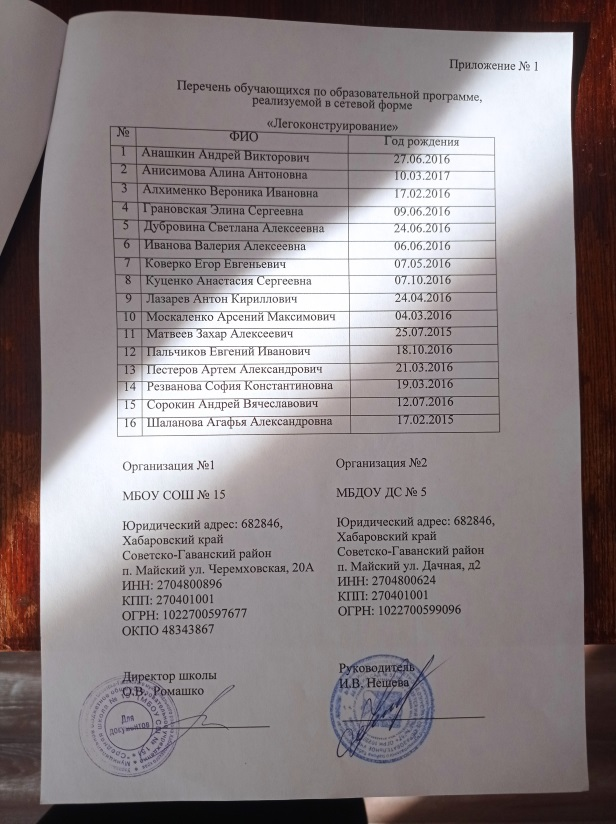 Приложение № 1
Перечень обучающихся по образовательной программе,
реализуемой в сетевой форме
«Легоконструирование»
№ ФИО Год рождения
1 Анашкин Андрей Викторович 27.06.2016
2 Анисимова Алина Антоновна 10.03.2017
3 Алхименко Вероника Ивановна 17.02.2016
4 Грановская Элина Сергеевна 09.06.2016
5 Дубровина Светлана Алексеевна 24.06.2016
6 Иванова Валерия Алексеевна 06.06.2016
7 Коверко Егор Евгеньевич 07.05.2016
8 Куценко Анастасия Сергеевна 07.10.2016
9 Лазарев Антон Кириллович 24.04.2016
10 Москаленко Арсений Максимович 04.03.2016
11 Матвеев Захар Алексеевич 25.07.2015
12 Пальчиков Евгений Иванович 18.10.2016
13 Пестеров Артем Александрович 21.03.2016
14 Резванова София Константиновна 19.03.2016
15 Сорокин Андрей Вячеславович 12.07.2016
16 Шаланова Агафья Александровна 17.02.2015
Организация №1
МБОУ СОШ № 15
Юридический адрес: 682846,
Хабаровский край
Советско-Гаванский район
п. Майский ул. Черемховская, 20А
ИНН: 2704800896
КПП: 270401001
ОГРН: 1022700597677
ОКПО 48343867
Директор школы
О.В. Ромашко
Для
документов
Организация №2
МБДОУ ДС № 5
Юридический адрес: 682846,
Хабаровский край
Советско-Гаванский район
п. Майский ул. Дачная, д2
ИНН: 2704800624
КПП: 270401001
ОГРН: 1022700599096
Руководитель
И.В. Нешева